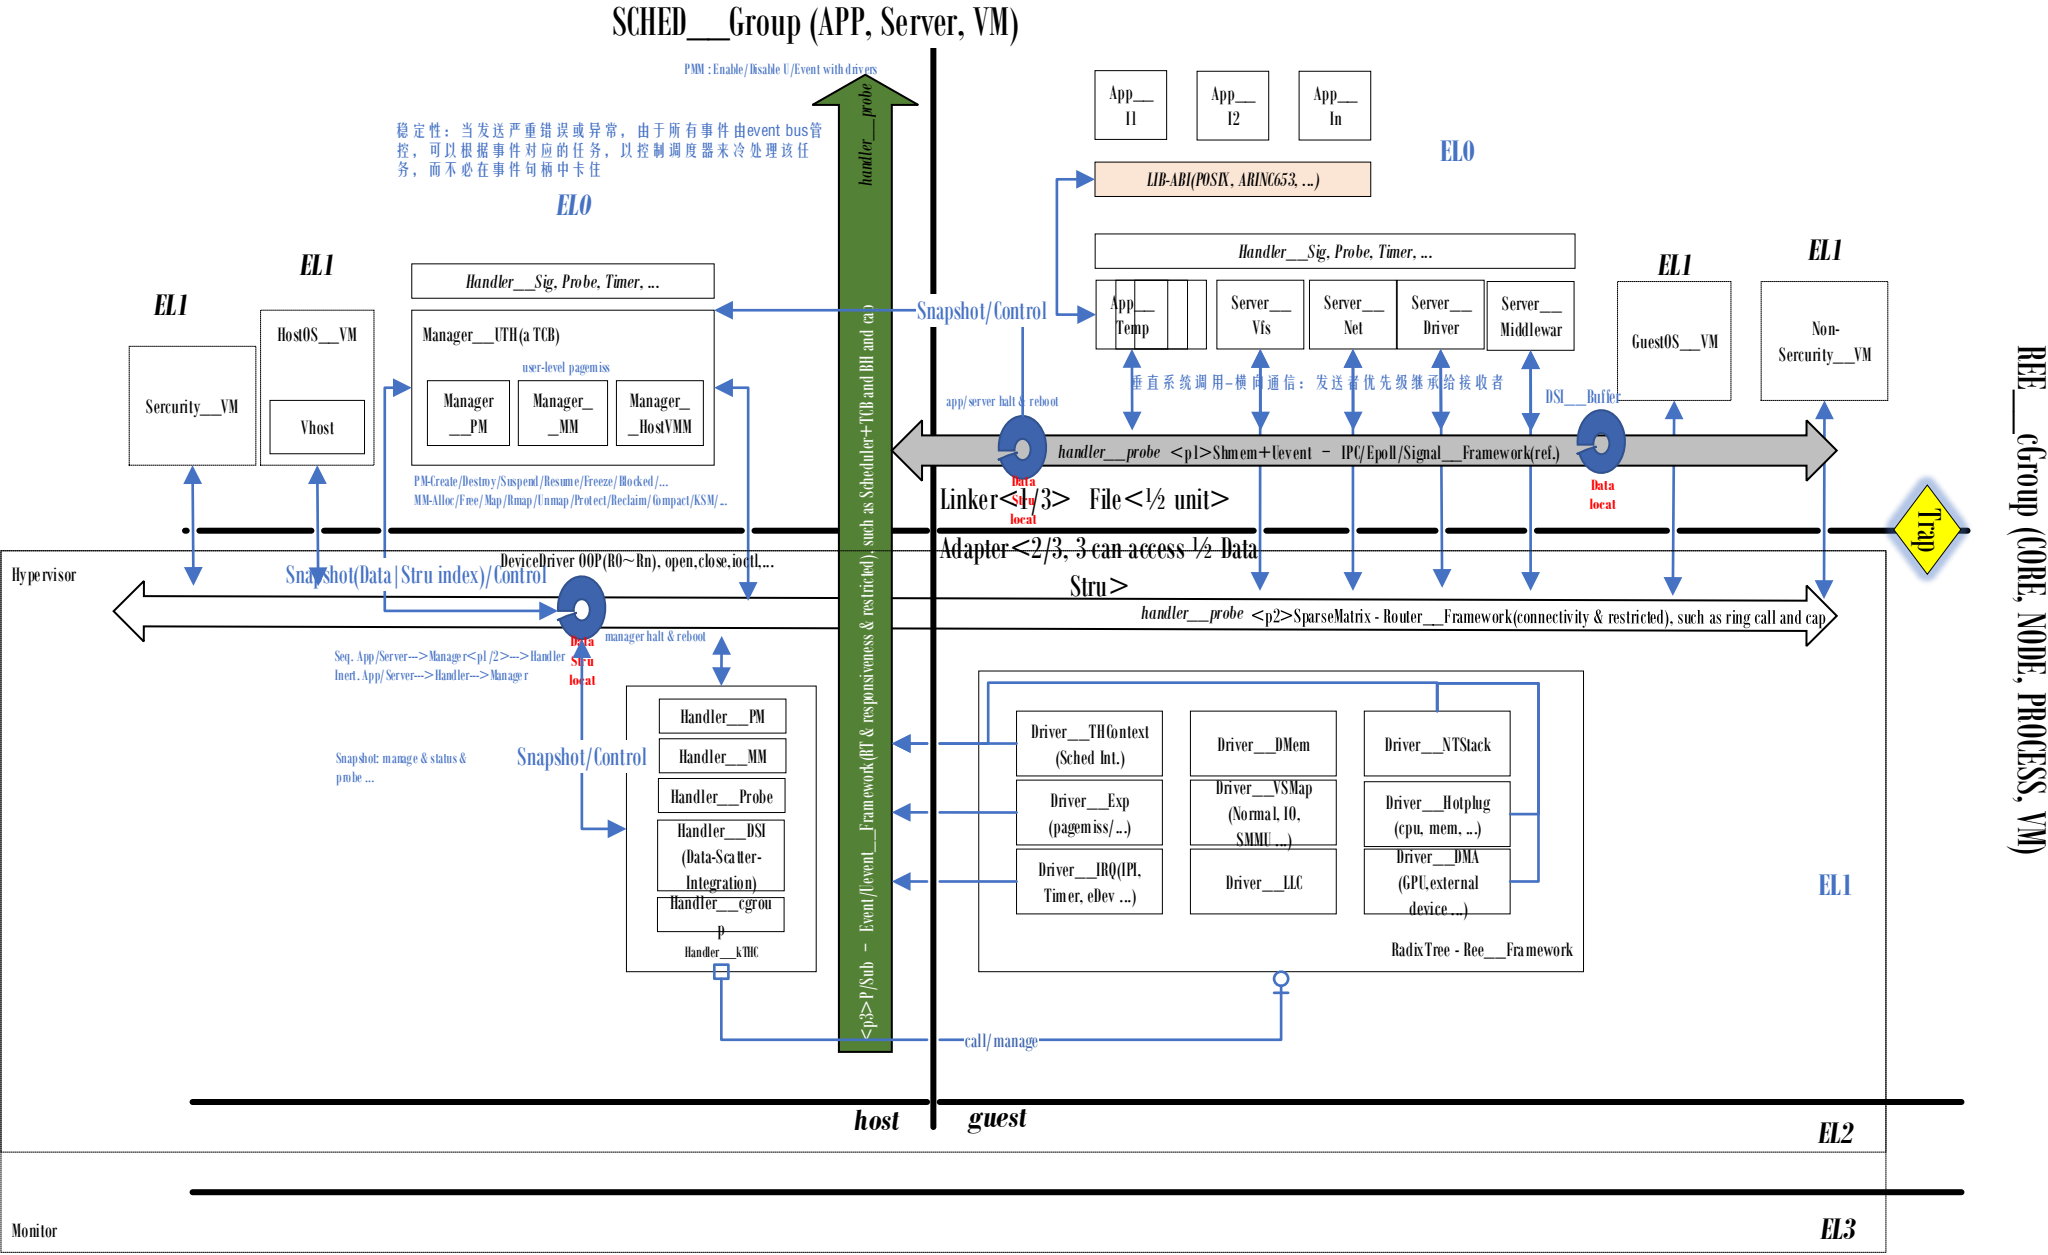 SCHED__Group (APP, Server, VM)
PMM : Enable/Disable U/Event with drivers
handler__probe
稳定性：当发送严重错误或异常，由于所有事件由event bus管
控，可以根据事件对应的任务，以控制调度器来冷处理该任
务，而不必在事件句柄中卡住
EL0
EL1
EL1
Sercurity__VM
HostOS__VM
Vhost
Handler__Sig, Probe, Timer, ...
Manager__UTH(a TCB)
user-level pagemiss
Manager
__PM
Manager_
_MM
Manager_
_HostVMM
PM-Create/Destroy/Suspend/Resume/Freeze/Blocked/...
MM-Alloc/Free/Map/Rmap/Unmap/Protect/Reclaim/Compact/KSM/...
App__
I1
App__
I2
App__
In
EL0
LIB-ABI(POSIX, ARINC653, ...)
Handler__Sig, Probe, Timer, ...
App__
Temp
Server__
Vfs
Server__
Net
Server__
Driver
Server__
Middlewar
EL1
GuestOS__VM
EL1
Non-
Sercurity__VM
Snapshot/Control
垂直系统调用-横向通信：发送者优先级继承给接收者
app/server halt & reboot
DSI__Buffer
handler__probe <p1>Shmem+Uevent - IPC/Epoll/Signal__Framework(ref.)
Data
Stru
locat
Data
locat
Linker<1/3> File<½ unit>
Adapter<2/3, 3 can access ½ Data
Stru>
Trap
REE__cGroup (CORE, NODE, PROCESS, VM)
Hypervisor
DeviceDriver OOP(R0~Rn), open,close,ioctl,...
Snapshot(Data|Stru index)/Control
handler__probe <p2>SparseMatrix - Router__Framework(connectivity & restricted), such as ring call and cap
manager halt & reboot
Data
Stru
locat
Seq. App/Server--->Manager<p1/2>--->Handler
Inert. App/Server--->Handler--->Manager
Snapshot: manage & status &
probe ...
Snapshot/Control
Handler__PM
Handler__MM
Handler__Probe
Handler__DSI
(Data-Scatter-
Integration)
Handler__cgrou
p
Handler__kTHC
<p3>P/Sub - Event/Uevent__Framework(RT & responsiveness & restricted), such as Scheduler+TCB and BH and cap
Driver__THContext
(Sched Int.)
Driver__DMem
Driver__NTStack
Driver__Exp
(pagemiss/...)
Driver__VSMap
(Normal, IO,
SMMU ...)
Driver__Hotplug
(cpu, mem, ...)
Driver__IRQ(IPI,
Timer, eDev ...)
Driver__LLC
Driver__DMA
(GPU,external
device ...)
RadixTree - Ree__Framework
EL1
call/manage
host
guest
EL2
Monitor
EL3